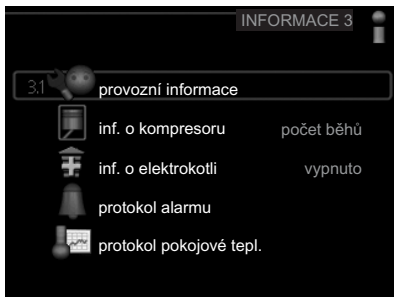 INFORMACE 3
3.1 provozní informace
inf. o kompresoru počet běhů
inf. o elektrokotli vypnuto
protokol alarmu
protokol pokojové tepl.